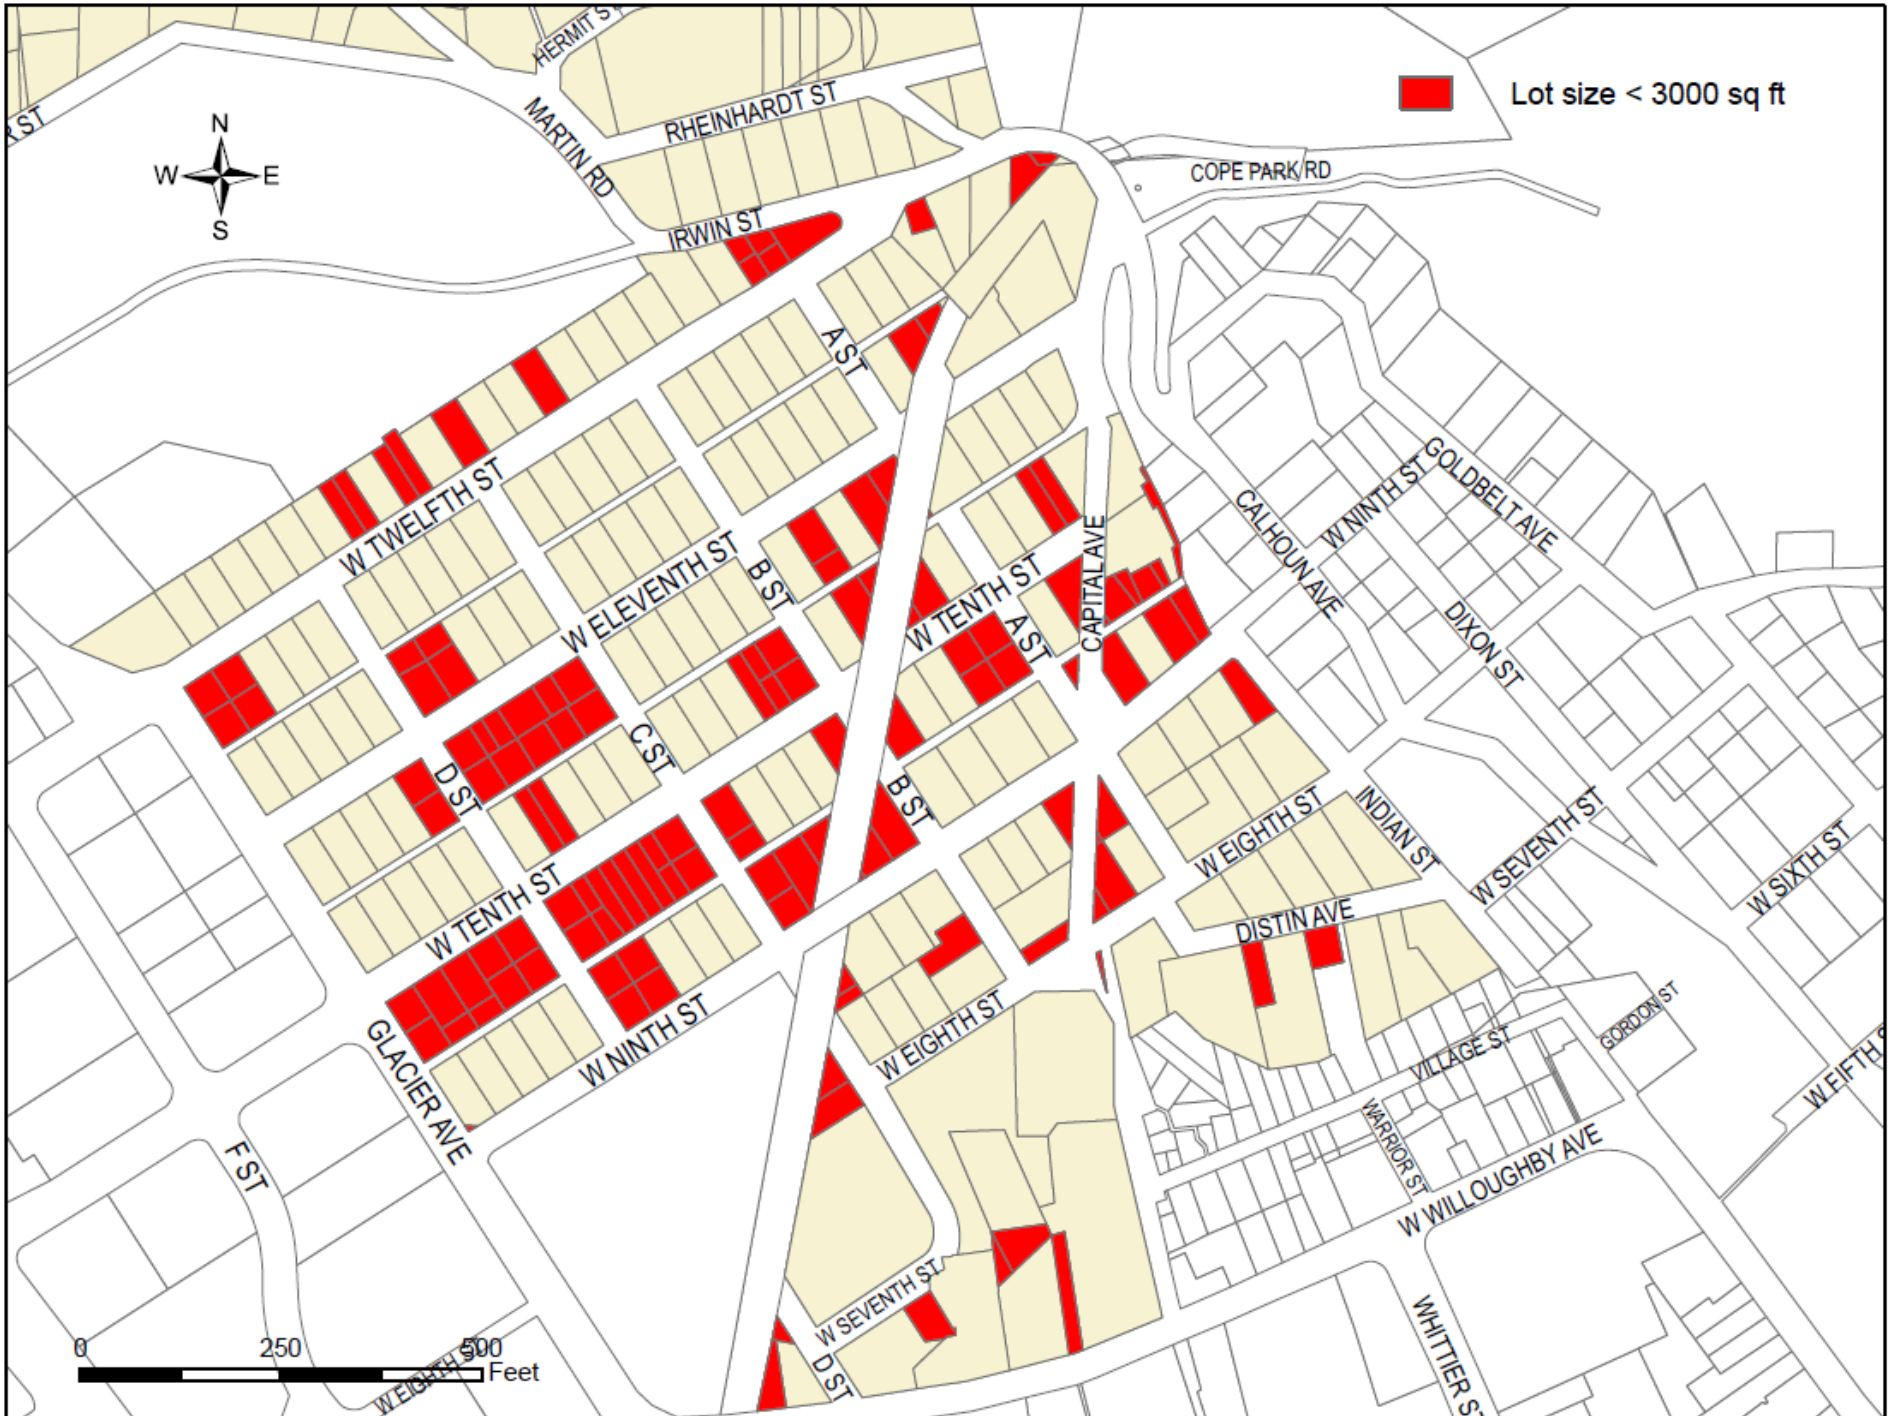 HERMIT ST
Lot size < 3000 sq ft
RHEINHARDT ST
R ST
MARTIN RD
N
W E
S
COPE PARK RD
IRWIN ST
A ST
W TWELFTH ST
GOLDBELT AVE
W NINTH ST
CALHOUN AVE
CAPITAL AVE
W ELEVENTH ST
B ST
W TENTH ST
A ST
DIXON ST
C ST
D ST
B ST
INDIAN ST
W EIGHTH ST
W SEVENTH ST
W SIXTH ST
W TENTH ST
DISTIN AVE
W NINTH ST
W EIGHTH ST
GORDON ST
VILLAGE ST
GLACIER AVE
W FIFTH S
WARRIOR ST
F ST
W WILLOUGHBY AVE
W SEVENTH ST
D ST
WHITTIER ST
0 250 500
Feet
W EIGHTH ST